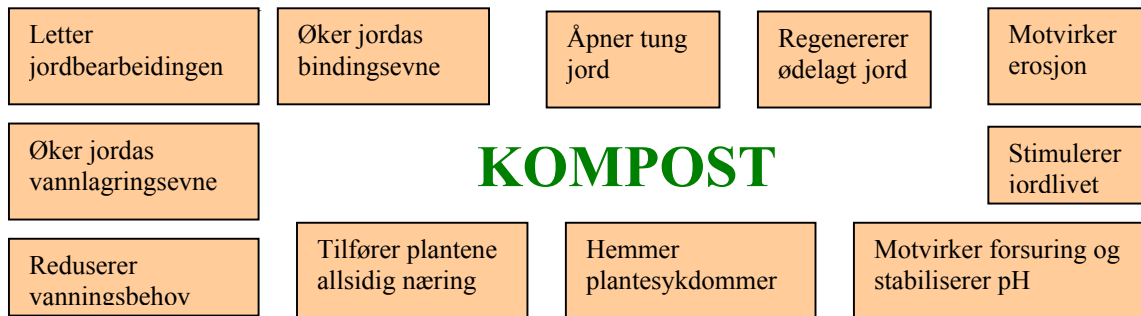 Letter
jordbearbeidingen
Øker jordas
bindingsevne
Åpner tung
jord
Regenererer
ødelagt jord
Motvirker
erosjon
Øker jordas
vannlagringsevne
KOMPOST
Stimulerer
jordlivet
Reduserer
vanningsbehov
Tilfører plantene
allsidig næring
Hemmer
plantesykdommer
Motvirker forsuring og
stabiliserer pH